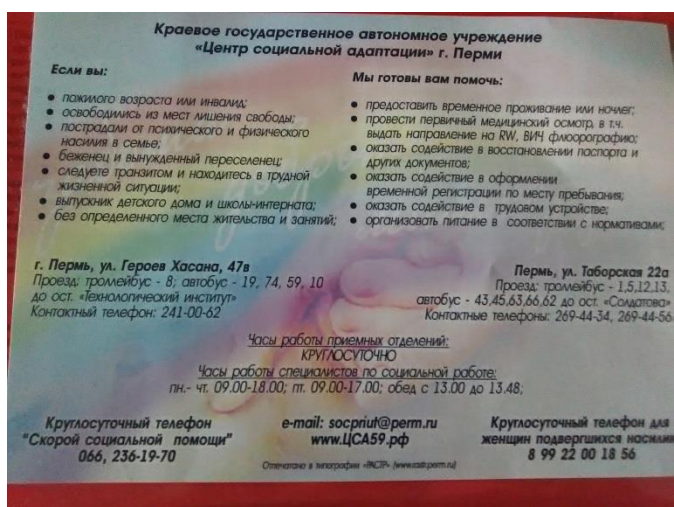 Краевое государственное автономное учреждение
«Центр социальной адаптации» г. Перми
Если вы:
• пожилого возраста или инвалид;
• освободились из мест лишения свободы;
• пострадали от психического и физического
насилия в семье;
• беженец и вынужденный переселенец;
• следуете транзитом и находитесь в трудной
жизненной ситуации;
• выпускник детского дома и школы-интерната;
• без определенного места жительства и занятий;
Мы готовы вам помочь:
• предоставить временное проживание или ночлег;
• провести первичный медицинский осмотр, в т.ч.
выдать направление на RW, ВИЧ флюорографию;
• оказать содействие в восстановлении паспорта и
других документов;
• оказать содействие в оформлении
временной регистрации по месту пребывания;
• оказать содействие в трудовом устройстве;
• организовать питание в соответствии с нормативами;
г. Пермь, ул. Героев Хасана, 47в
Проезд: троллейбус - 8; автобус - 19, 74, 59, 10
до ост. «Технологический институт»
Контактный телефон: 241-00-62
Пермь, ул. Таборская 22а
Проезд: троллейбус - 1,5,12,13,
автобус - 43,45,63,66,62 до ост. «Солдатова»
Контактные телефоны: 269-44-34, 269-44-56
Часы работы приемных отделений:
КРУГЛОСУТОЧНО
Часы работы специалистов по социальной работе:
пн.- чт. 09.00-18.00; пт. 09.00-17.00; обед с 13.00 до 13.48;
Круглосуточный телефон
"Скорой социальной помощи"
066, 236-19-70
e-mail: socpriut@perm.ru
www.ЦСА59.рф
Круглосуточный телефон для
женщин подвергшихся насилию
8 99 22 00 18 56
Отпечатано в типографии «РАСТР» (www.rastr.perm.ru)